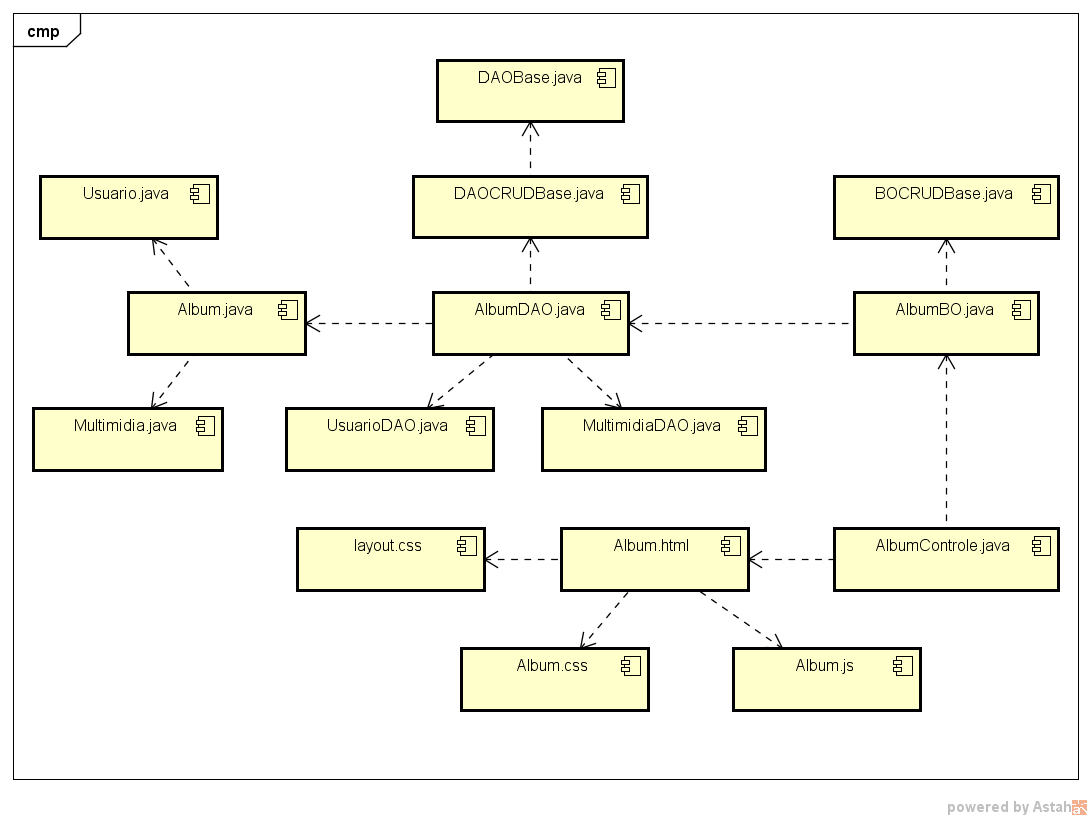 cmp
DAOBase.java
Usuario.java
DAOCRUDBase.java
BOCRUDBase.java
Album.java
AlbumDAO.java
AlbumBO.java
Multimidia.java
UsuarioDAO.java
MultimidiaDAO.java
layout.css
Album.html
AlbumControle.java
Album.css
Album.js
powered by Astah